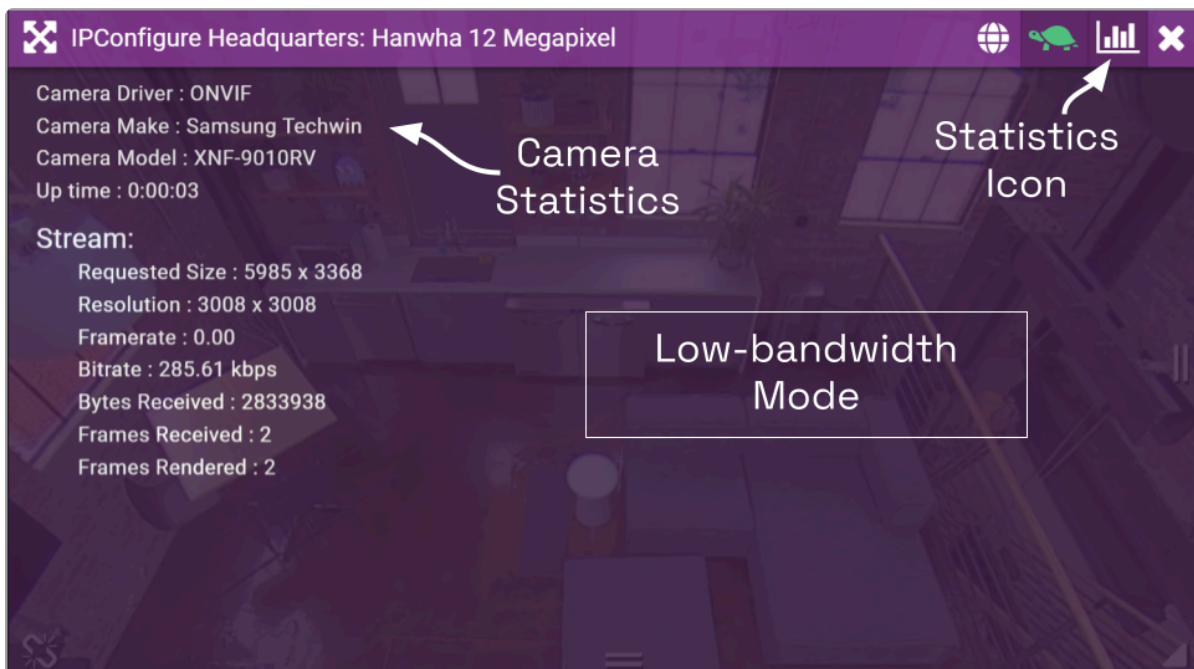 IPConfigure Headquarters: Hanwha 12 Megapixel
Camera Driver : ONVIF
Camera Make : Samsung Techwin
Camera Model : XNF-9010RV
Up time : 0:00:03
Camera
Statistics
Statistics
Icon
Stream:
Requested Size : 5985 x 3368
Resolution : 3008 x 3008
Framerate : 0.00
Bitrate : 285.61 kbps
Bytes Received : 2833938
Frames Received : 2
Frames Rendered : 2
Low-bandwidth
Mode